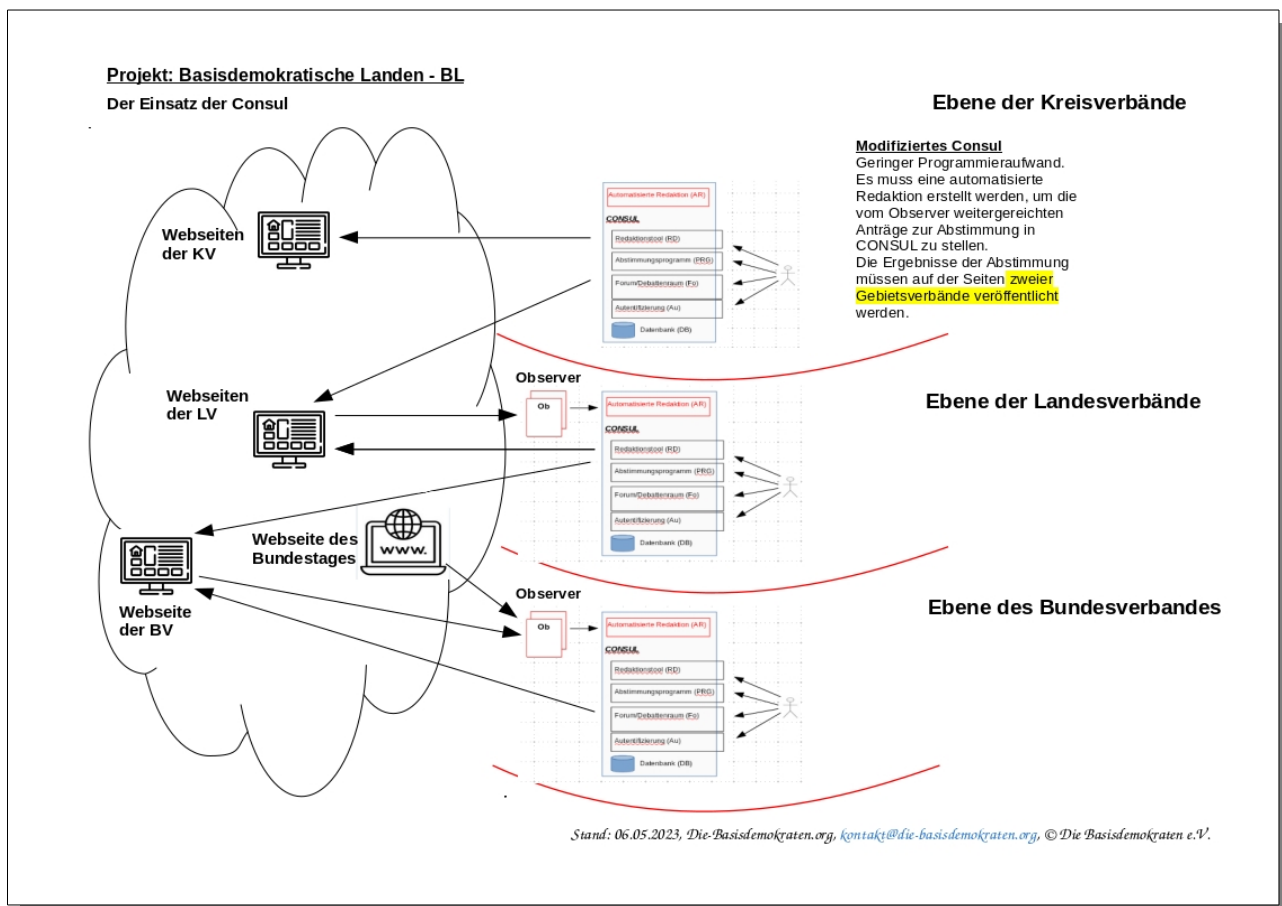 Projekt: Basisdemokratische Landen - BL
Der Einsatz der Consul
Ebene der Kreisverbände
Modifiziertes Consul
Geringer Programmieraufwand.
Es muss eine automatisierte
Redaktion erstellt werden, um die
vom Observer weitergereichten
Anträge zur Abstimmung in
CONSUL zu stellen.
Die Ergebnisse der Abstimmung
müssen auf der Seiten zweier
Gebietsverbände veröffentlicht
werden.
Webseiten
der KV
Automatisierte Redaktion (AR)
CONSUL
Redaktionstool (RD)
Abstimmungsprogramm (PRG)
Forum/Debattenraum (Fo)
Autentifizierung (Au)
Datenbank (DB)
Ebene der Landesverbände
Webseiten
der LV
Observer
Ob
Automatisierte Redaktion (AR)
CONSUL
Redaktionstool (RD)
Abstimmungsprogramm (PRG)
Forum/Debattenraum (Fo)
Autentifizierung (Au)
Datenbank (DB)
Webseite des
Bundestages
www.
Ebene des Bundesverbandes
Webseite
der BV
Observer
Ob
Automatisierte Redaktion (AR)
CONSUL
Redaktionstool (RD)
Abstimmungsprogramm (PRG)
Forum/Debattenraum (Fo)
Autentifizierung (Au)
Datenbank (DB)
Stand: 06.05.2023, Die-Basisdemokraten.org, kontakt@die-basisdemokraten.org, © Die Basisdemokraten e.V.